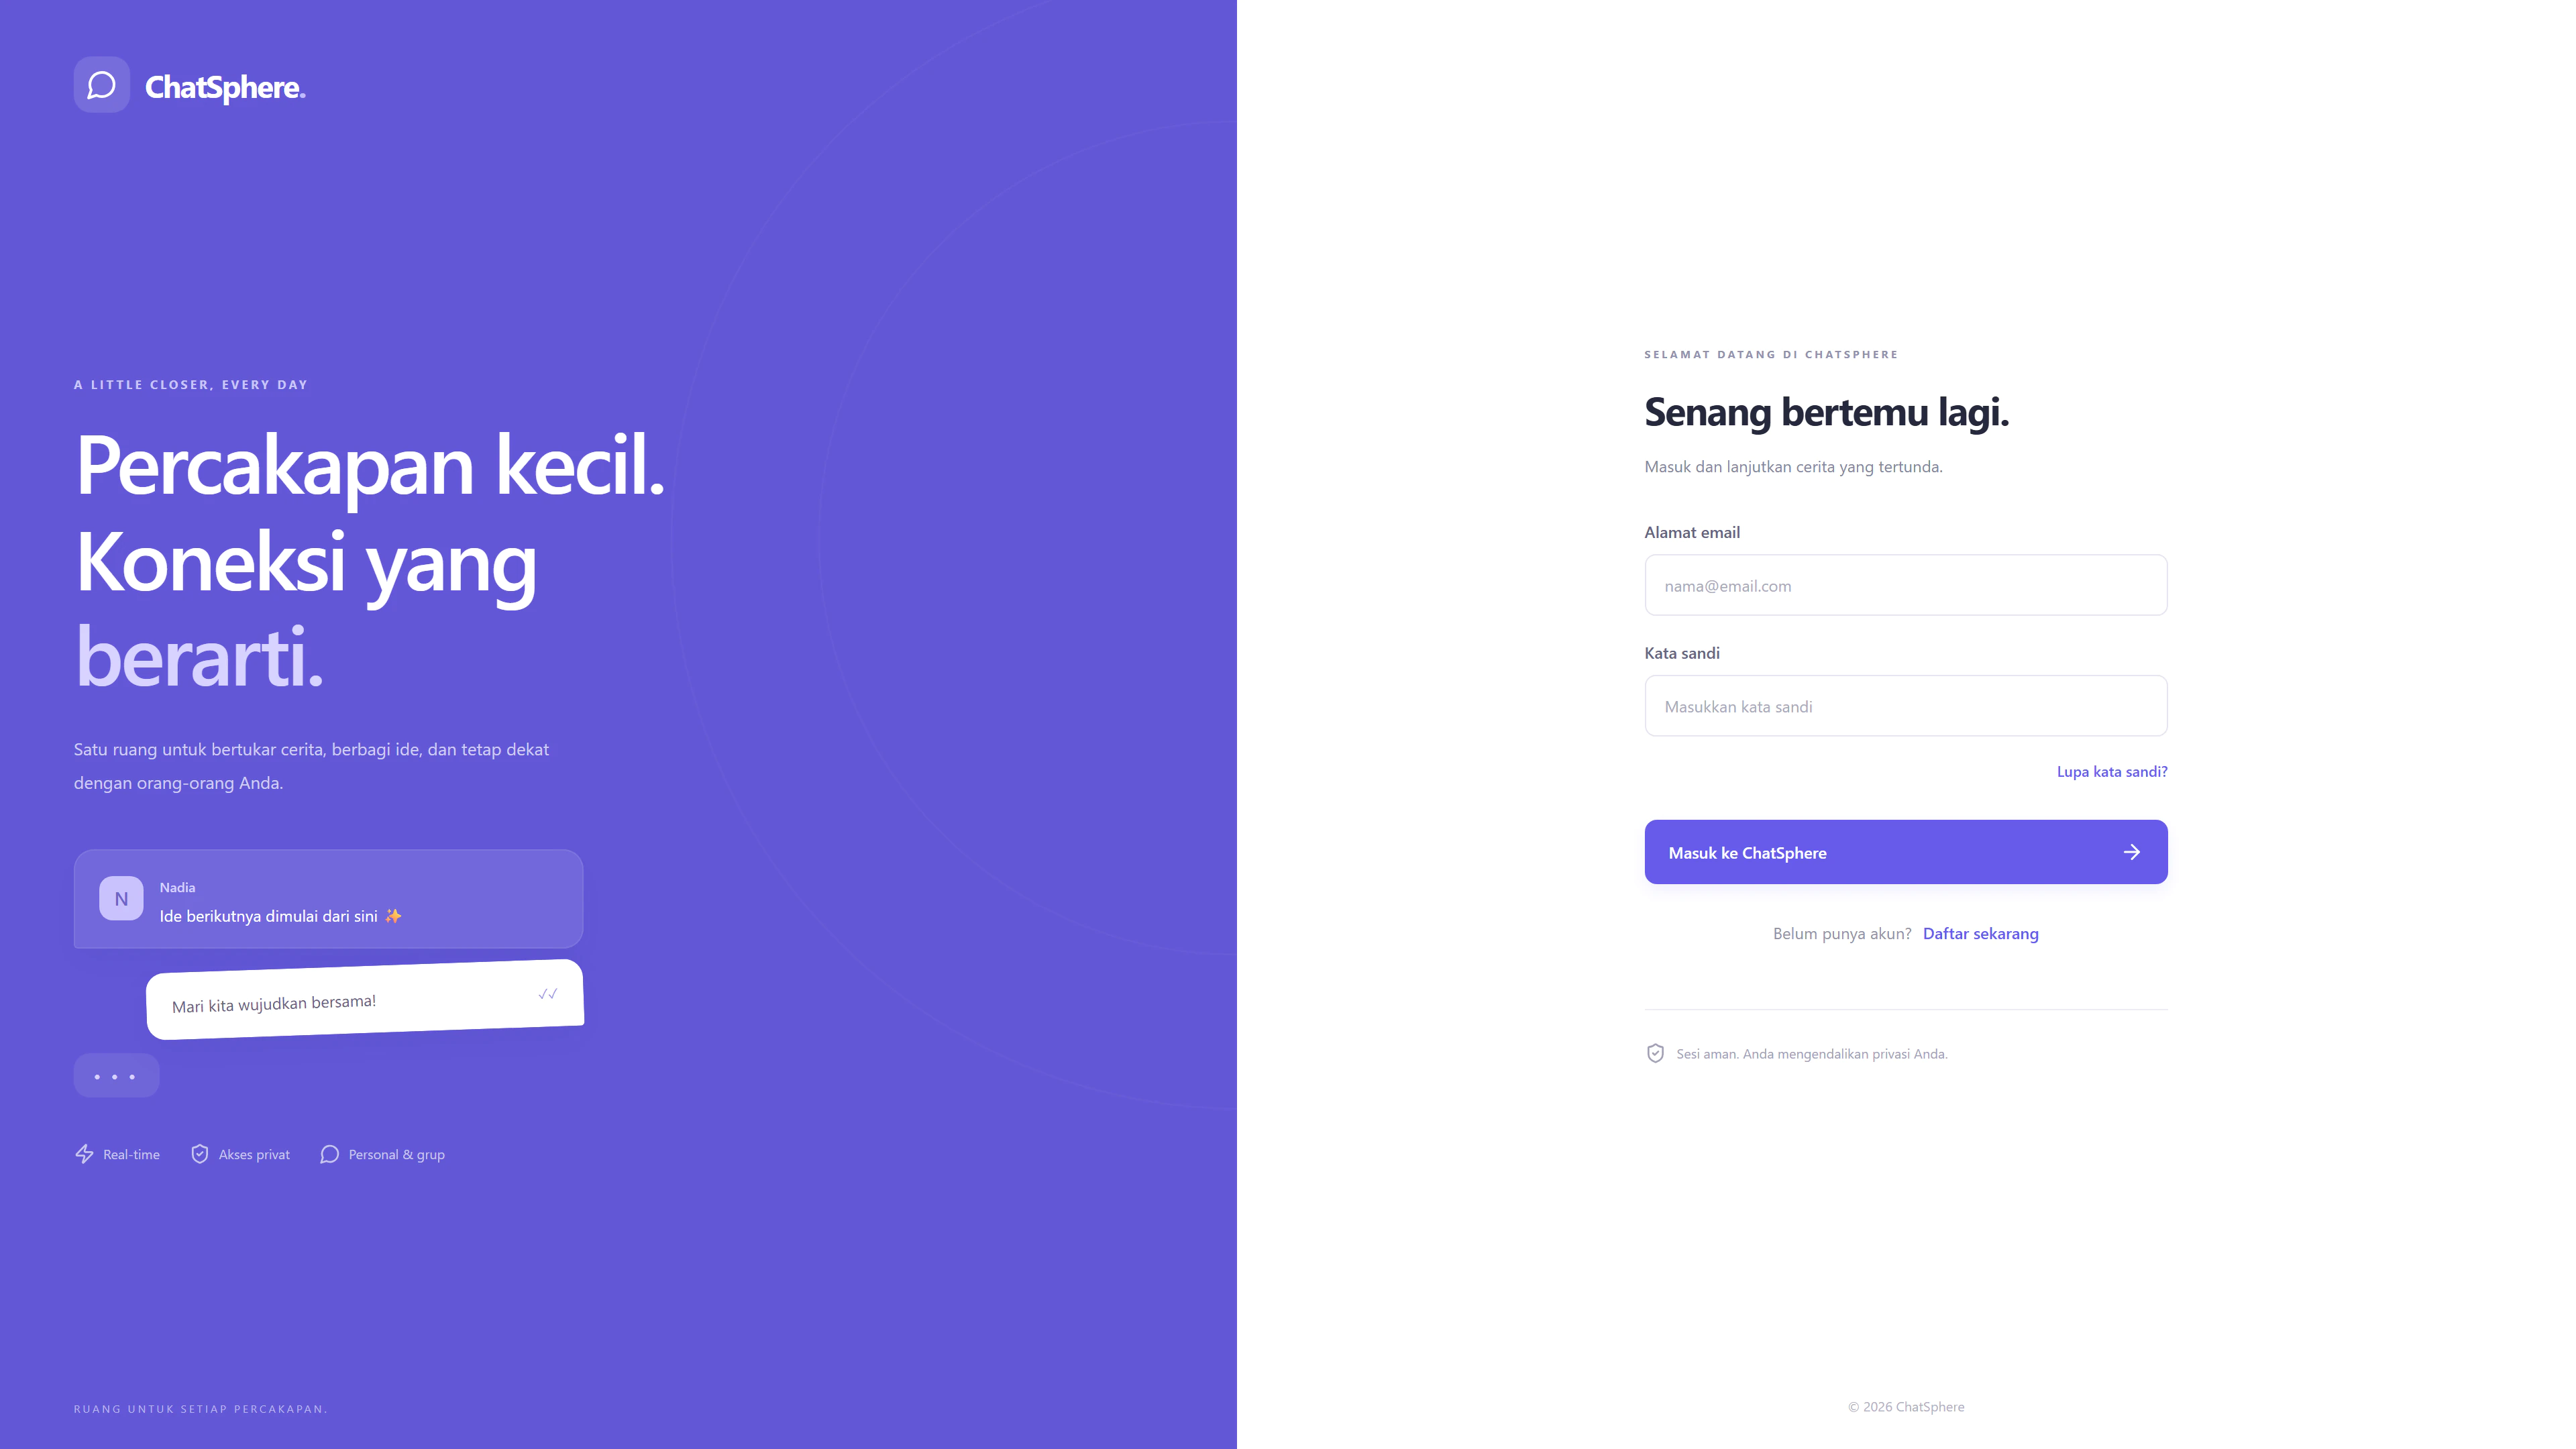 ChatSphere.
A LITTLE CLOSER, EVERY DAY
Percakapan kecil.
Koneksi yang
berarti.
Satu ruang untuk bertukar cerita, berbagi ide, dan tetap dekat
dengan orang-orang Anda.
N
Nadia
Ide berikutnya dimulai dari sini ✨
Mari kita wujudkan bersama! ✓✓
Real-time
Akses privat
Personal & grup
RUANG UNTUK SETIAP PERCAKAPAN.
SELAMAT DATANG DI CHATSPHERE
Senang bertemu lagi.
Masuk dan lanjutkan cerita yang tertunda.
Alamat email
nama@email.com
Kata sandi
Masukkan kata sandi
Lupa kata sandi?
Masuk ke ChatSphere
Belum punya akun? Daftar sekarang
Sesi aman. Anda mengendalikan privasi Anda.
© 2026 ChatSphere